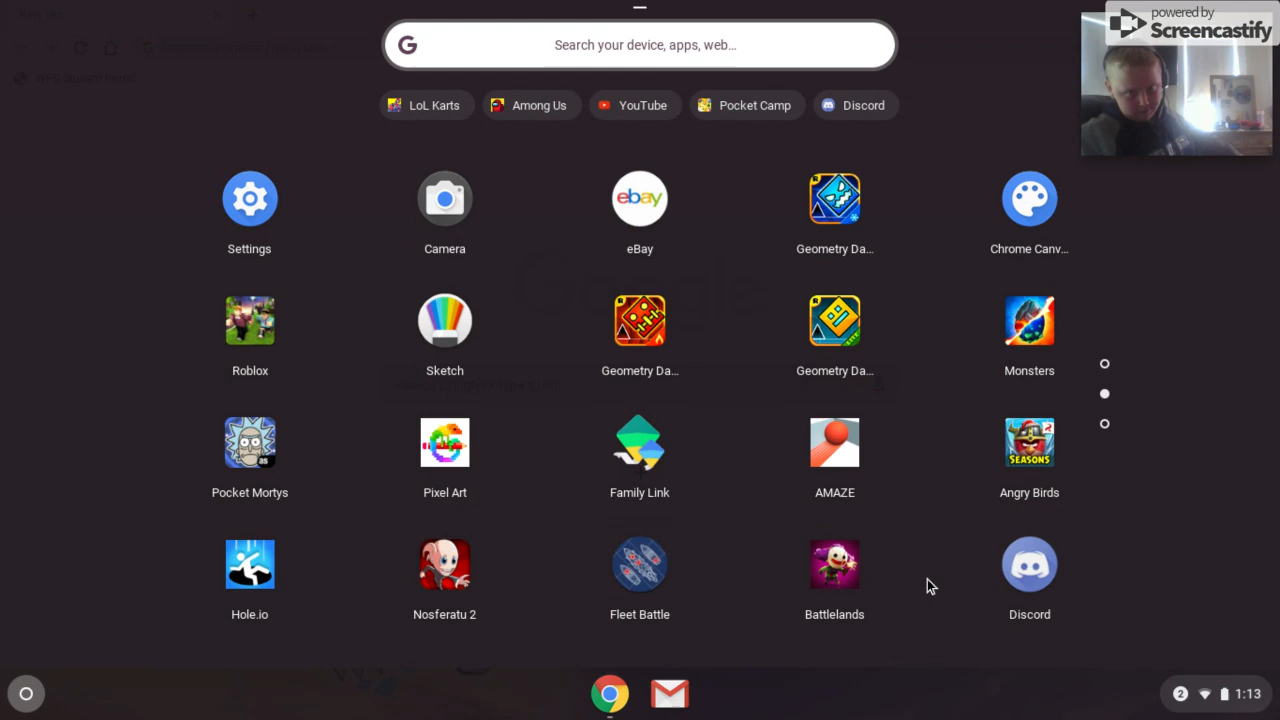 powered by
Screencastify
Search your device, apps, web...
LoL Karts
Among Us
YouTube
Pocket Camp
Discord
ebay
Settings
Camera
eBay
Geometry Da...
Chrome Canv...
Roblox
Sketch
Geometry Da...
Geometry Da...
Monsters
SEASONS
Pocket Mortys
Pixel Art
Family Link
AMAZE
Angry Birds
Hole.io
Nosferatu 2
Fleet Battle
Battlelands
Discord
2
1:13